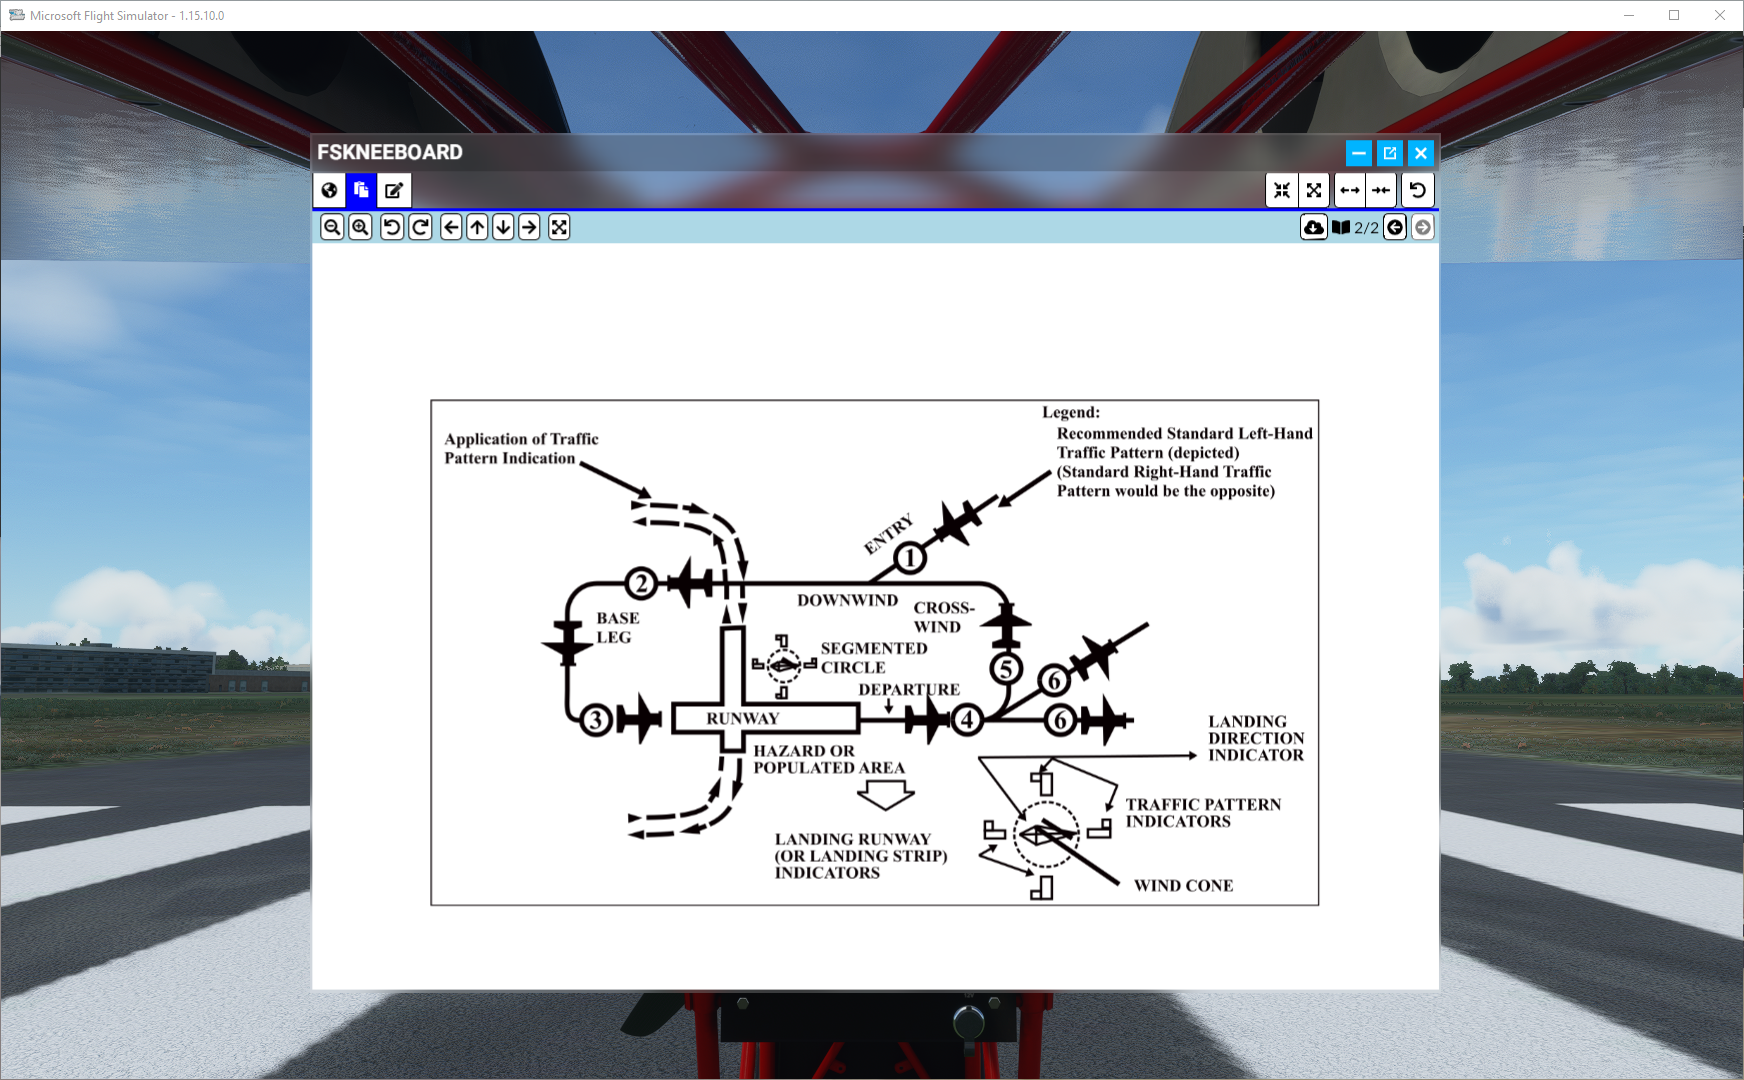 Microsoft Flight Simulator - 1.15.10.0
FSKNEEBOARD
2/2
Legend:
Recommended Standard Left-Hand
Traffic Pattern (depicted)
(Standard Right-Hand Traffic
Pattern would be the opposite)
Application of Traffic
Pattern Indication
ENTRY
1
2
DOWNWIND
CROSS-
WIND
BASE
LEG
SEGMENTED
CIRCLE
5
6
DEPARTURE
3
RUNWAY
4
6
HAZARD OR
POPULATED AREA
LANDING
DIRECTION
INDICATOR
TRAFFIC PATTERN
INDICATORS
LANDING RUNWAY
(OR LANDING STRIP)
INDICATORS
WIND CONE